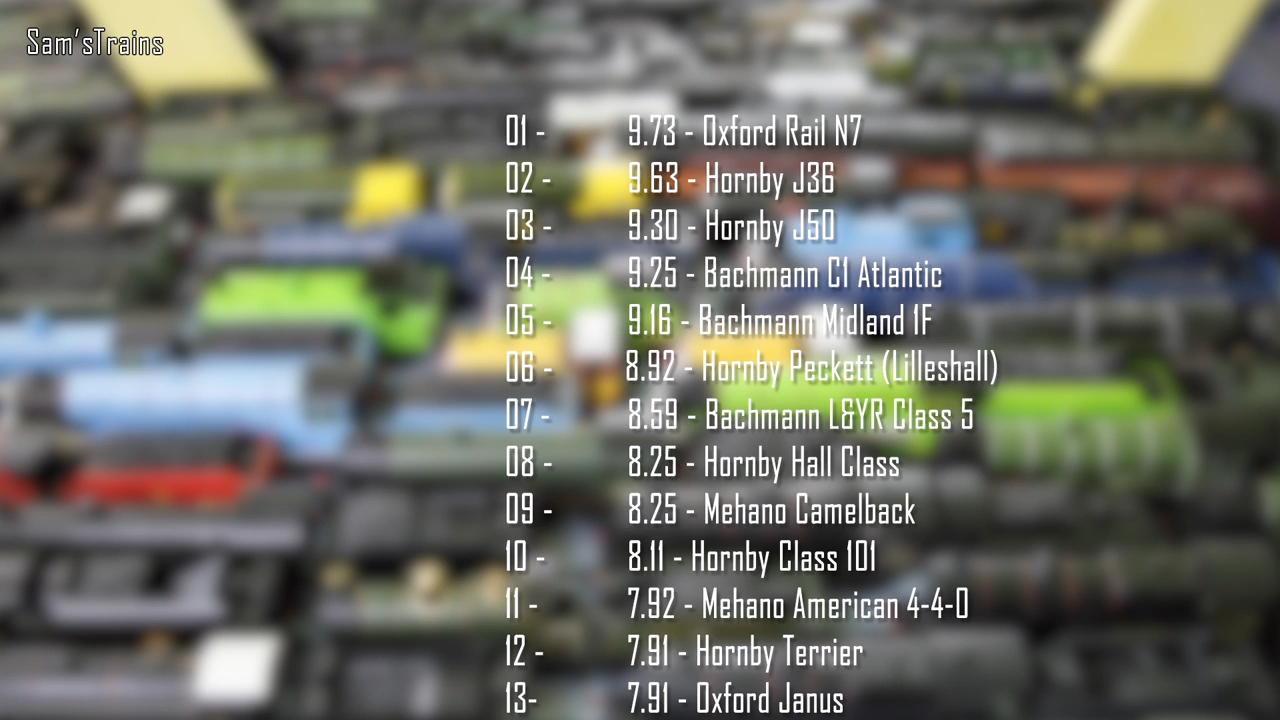 Sam'sTrains
01 - 9.73 - Oxford Rail N7
02 - 9.63 - Hornby J36
03 - 9.30 - Hornby J50
04 - 9.25 - Bachmann C1 Atlantic
05 - 9.16 - Bachmann Midland 1F
06 - 8.92 - Hornby Peckett (Lilleshall)
07 - 8.59 - Bachmann L&YR Class 5
08 - 8.25 - Hornby Hall Class
09 - 8.25 - Mehano Camelback
10 - 8.11 - Hornby Class 101
11 - 7.92 - Mehano American 4-4-0
12 - 7.91 - Hornby Terrier
13- 7.91 - Oxford Janus